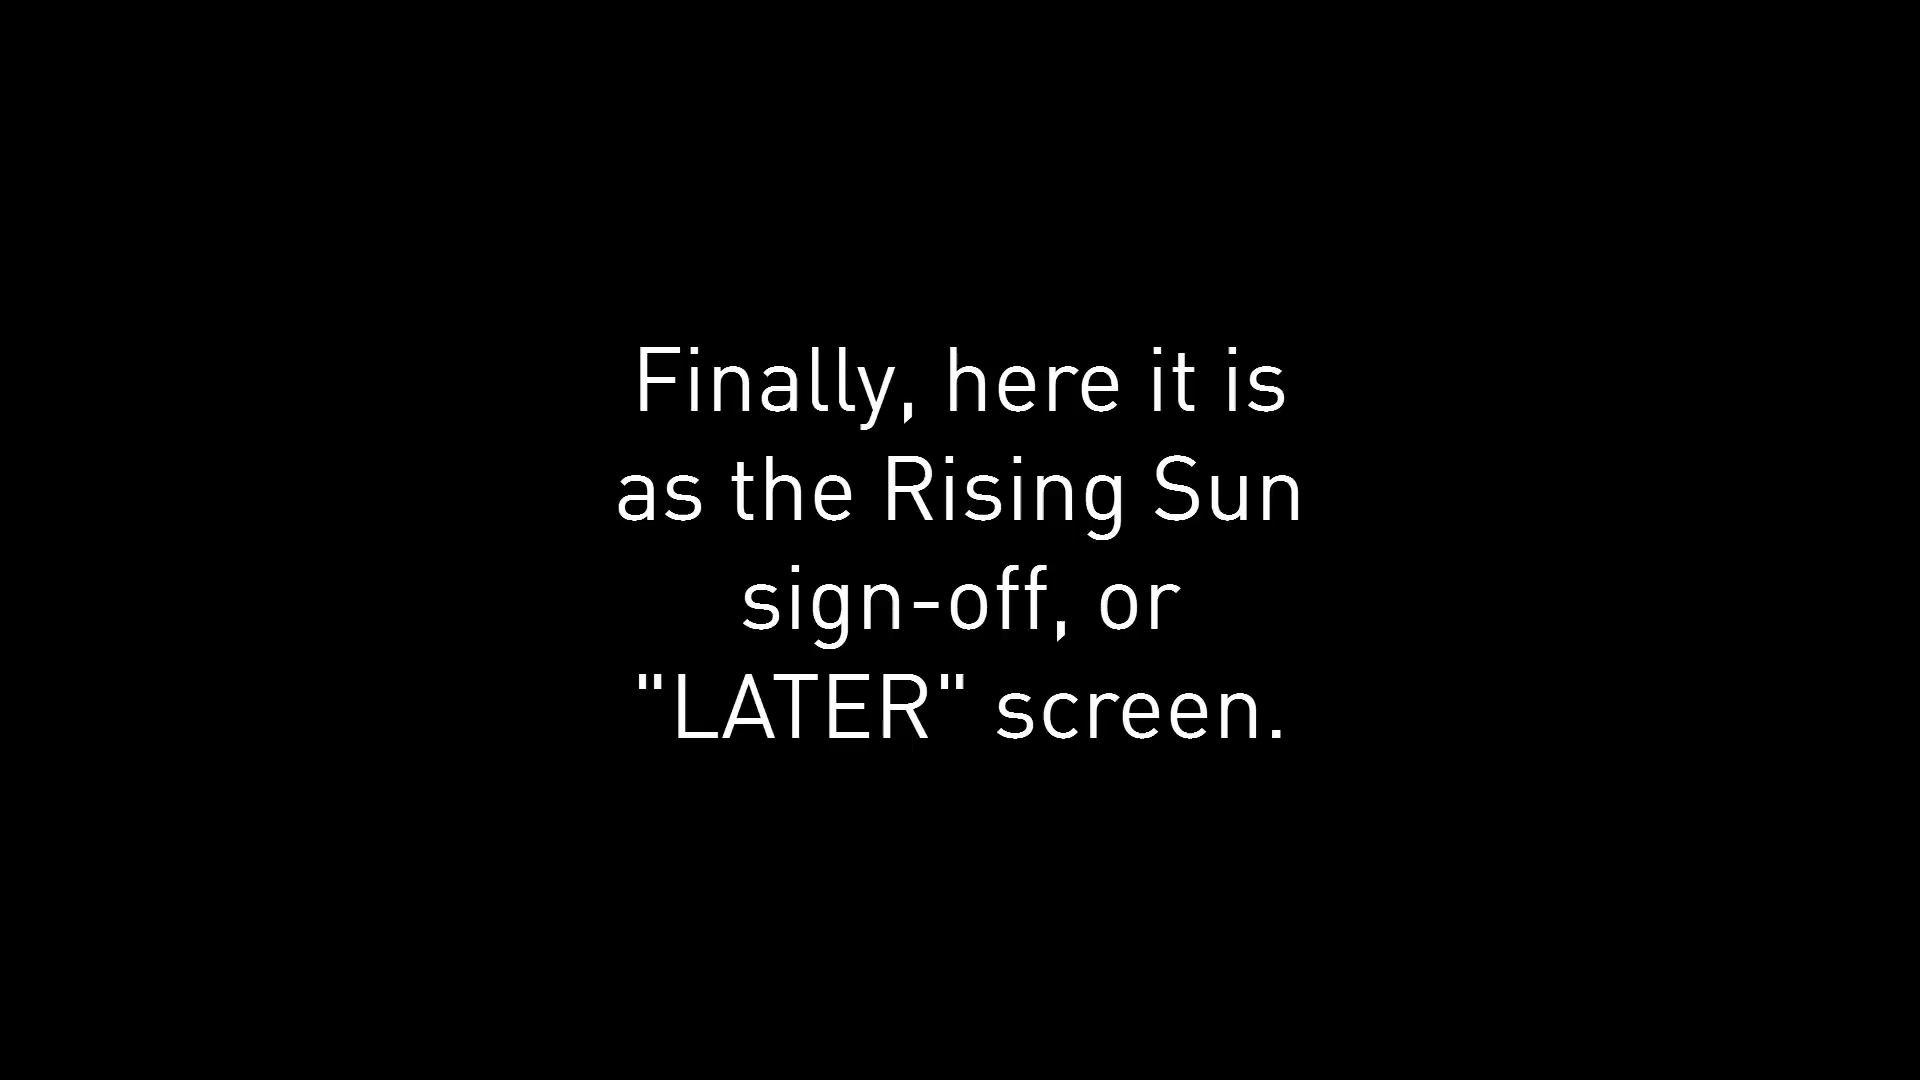 Finally, here it is
as the Rising Sun
sign-off, or
"LATER" screen.